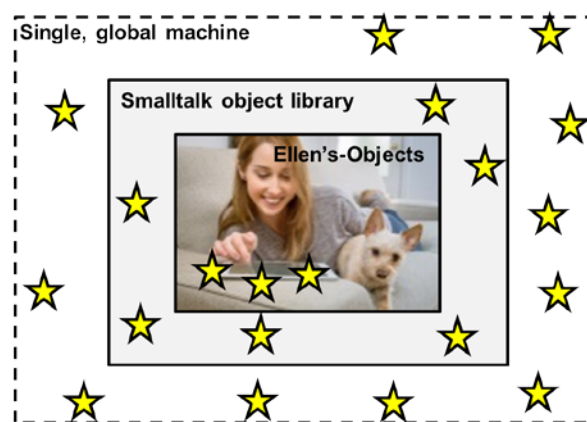 Single, global machine
Smalltalk object library
Ellen's-Objects